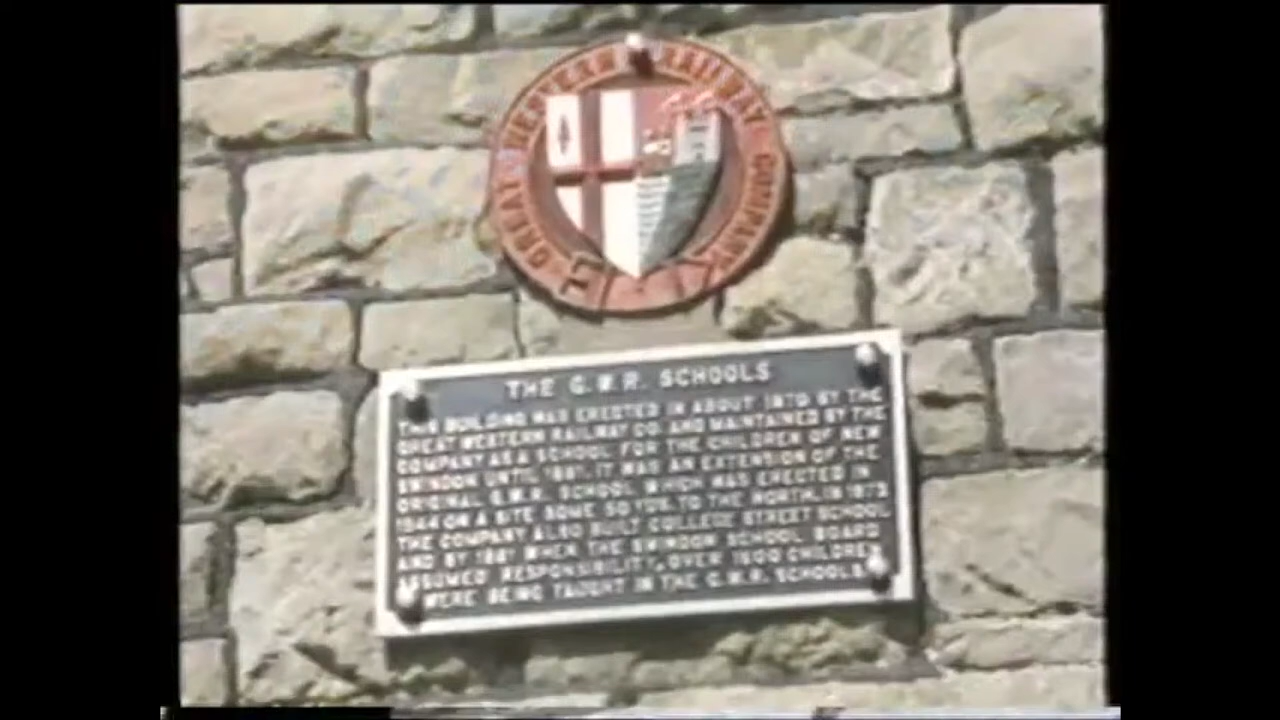 GREAT WESTERN RAILWAY COMPANY
THE G.W.R. SCHOOLS
THIS BUILDING WAS ERECTED IN ABOUT 1870 BY THE
GREAT WESTERN RAILWAY CO. AND MAINTAINED BY THE
COMPANY AS A SCHOOL FOR THE CHILDREN OF NEW
SWINDON UNTIL 1881. IT WAS AN EXTENSION OF THE
ORIGINAL G.W.R. SCHOOL WHICH WAS ERECTED IN
1844 ON A SITE SOME 50 YDS. TO THE NORTH. IN 1873
THE COMPANY ALSO BUILT COLLEGE STREET SCHOOL
AND BY 1881 WHEN THE SWINDON SCHOOL BOARD
ASSUMED RESPONSIBILITY, OVER 1600 CHILDREN
WERE BEING TAUGHT IN THE G.W.R. SCHOOLS.